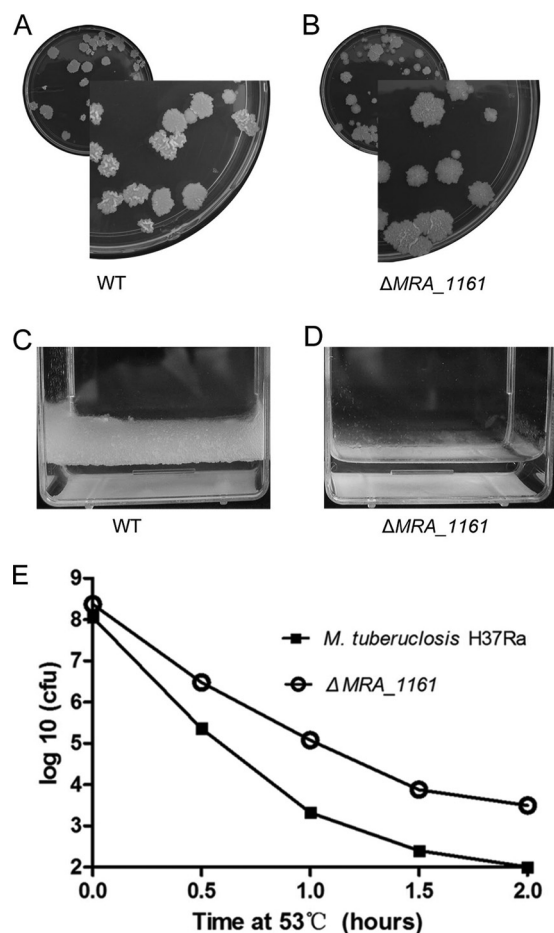 A
B
WT
ΔMRA_1161
C
D
WT
ΔMRA_1161
E
9
8
7
6
5
4
3
2
log 10 (cfu)
M. tuberuclosis H37Ra
ΔMRA_1161
0.0 0.5 1.0 1.5 2.0
Time at 53℃ (hours)